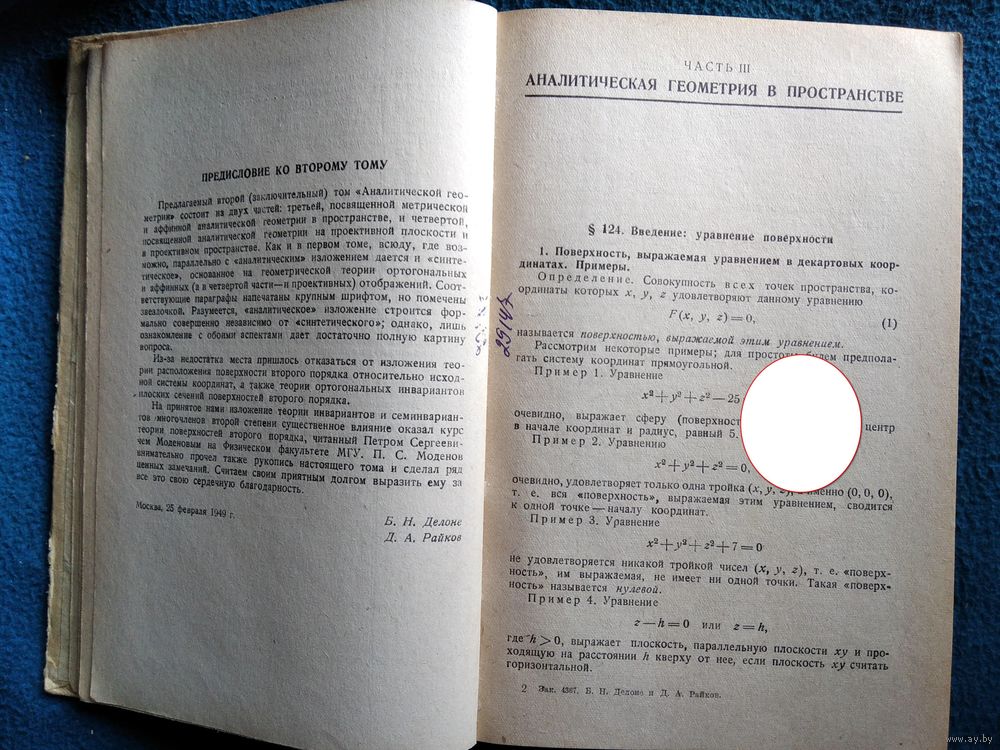 ПРЕДИСЛОВИЕ КО ВТОРОМУ ТОМУ
Предлагаемый второй (заключительный) том «Аналитической гео-
метрии» состоит из двух частей: третьей, посвященной метрической
и аффинной аналитической геометрии в пространстве, и четвертой,
посвященной аналитической геометрии на проективной плоскости и
в проективном пространстве. Как и в первом томе, всюду, где воз-
можно, параллельно с «аналитическим» изложением дается и «синте-
тическое», основанное на геометрической теории ортогональных
и аффинных (а в четвертой части—и проективных) отображений. Соот-
ветствующие параграфы напечатаны крупным шрифтом, но помечены
звездочкой. Разумеется, «аналитическое» изложение строится фор-
мально совершенно независимо от «синтетического»; однако, лишь
ознакомление с обоими аспектами дает достаточно полную картину
вопроса.
Из-за недостатка места пришлось отказаться от изложения тео-
рии расположения поверхности второго порядка относительно исход-
ной системы координат, а также теории ортогональных инвариантов
плоских сечений поверхностей второго порядка.
На принятое нами изложение теории инвариантов и семинвариан-
тов многочленов второй степени существенное влияние оказал курс
теории поверхностей второго порядка, читанный Петром Сергееви-
чем Моденовым на Физическом факультете МГУ. П. С. Моденов
внимательно прочел также рукопись настоящего тома и сделал ряд
ценных замечаний. Считаем своим приятным долгом выразить ему за
все это свою сердечную благодарность.
Москва, 25 февраля 1949 г.
Б. Н. Делоне
Д. А. Райков
ЧАСТЬ III
АНАЛИТИЧЕСКАЯ ГЕОМЕТРИЯ В ПРОСТРАНСТВЕ
§ 124. Введение: уравнение поверхности
1. Поверхность, выражаемая уравнением в декартовых коор-
динатах. Примеры.
Определение. Совокупность всех точек пространства, ко-
ординаты которых x, y, z удовлетворяют данному уравнению
F(x, y, z)=0, (1)
называется поверхностью, выражаемой этим уравнением.
Рассмотрим некоторые примеры; для простоты будем предпола-
гать систему координат прямоугольной.
Пример 1. Уравнение
x²+y²+z²—25
очевидно, выражает сферу (поверхност центр
в начале координат и радиус, равный 5.
Пример 2. Уравнению
x²+y²+z²=0,
очевидно, удовлетворяет только одна тройка (x, y, z), именно (0, 0, 0),
т. е. вся «поверхность», выражаемая этим уравнением, сводится
к одной точке—началу координат.
Пример 3. Уравнение
x²+y²+z²+7=0
не удовлетворяется никакой тройкой чисел (x, y, z), т. е. «поверх-
ность», им выражаемая, не имеет ни одной точки. Такая «поверх-
ность» называется нулевой.
Пример 4. Уравнение
z—h=0 или z=h,
где h>0, выражает плоскость, параллельную плоскости xy и про-
ходящую на расстоянии h кверху от нее, если плоскость xy считать
горизонтальной.
2 Зак. 4367. Б. Н. Делоне и Д. А. Райков.
www.ay.by